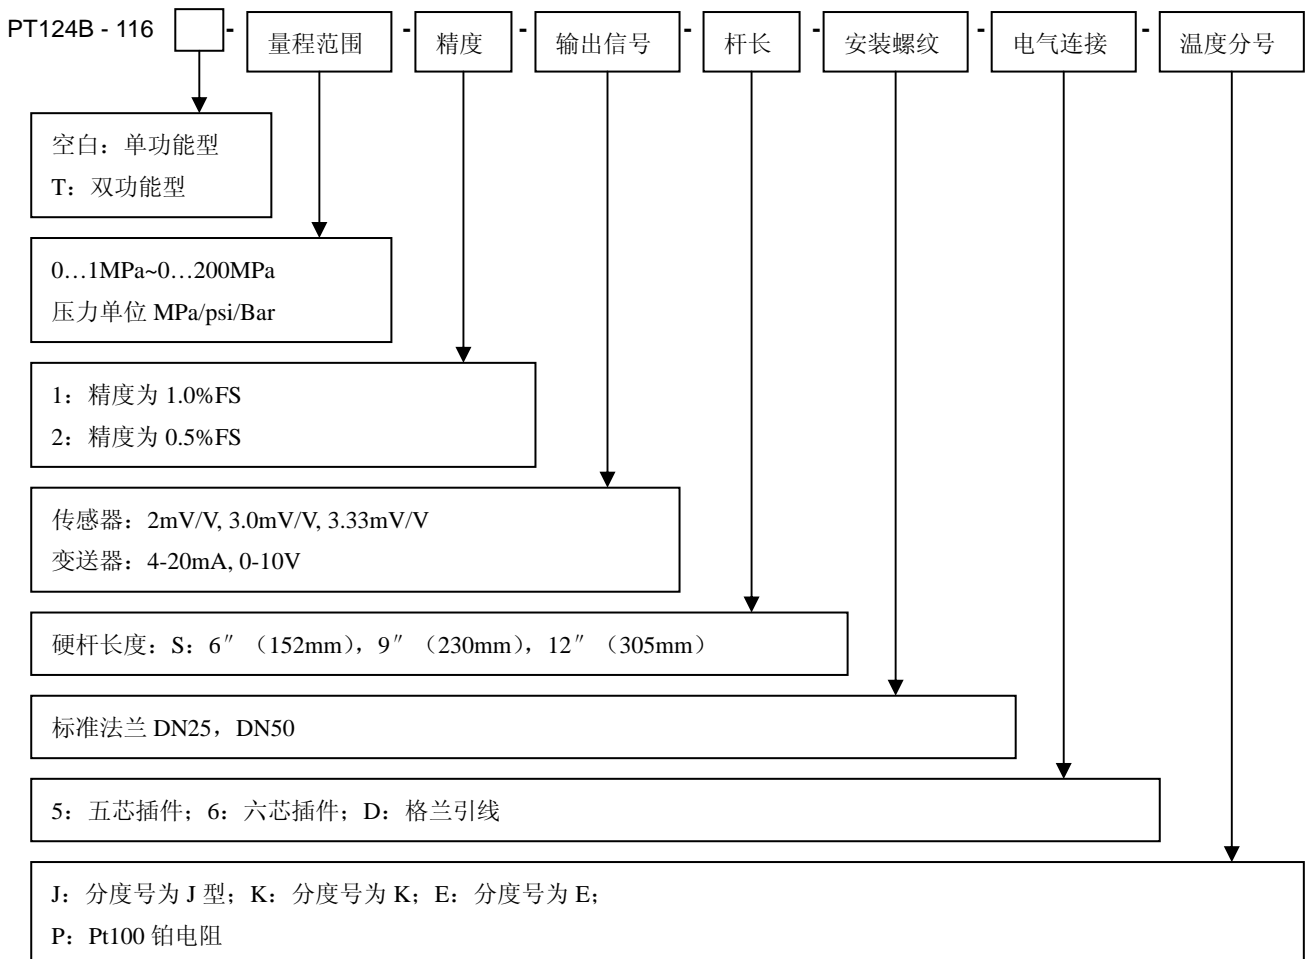 PT124B - 116 - 量程范围 - 精度 - 输出信号 - 杆长 - 安装螺纹 - 电气连接 - 温度分号
空白：单功能型
T：双功能型
0…1MPa~0…200MPa
压力单位 MPa/psi/Bar
1：精度为 1.0%FS
2：精度为 0.5%FS
传感器：2mV/V, 3.0mV/V, 3.33mV/V
变送器：4-20mA, 0-10V
硬杆长度：S：6″（152mm），9″（230mm），12″（305mm）
标准法兰 DN25，DN50
5：五芯插件；6：六芯插件；D：格兰引线
J：分度号为 J 型；K：分度号为 K；E：分度号为 E；
P：Pt100 铂电阻